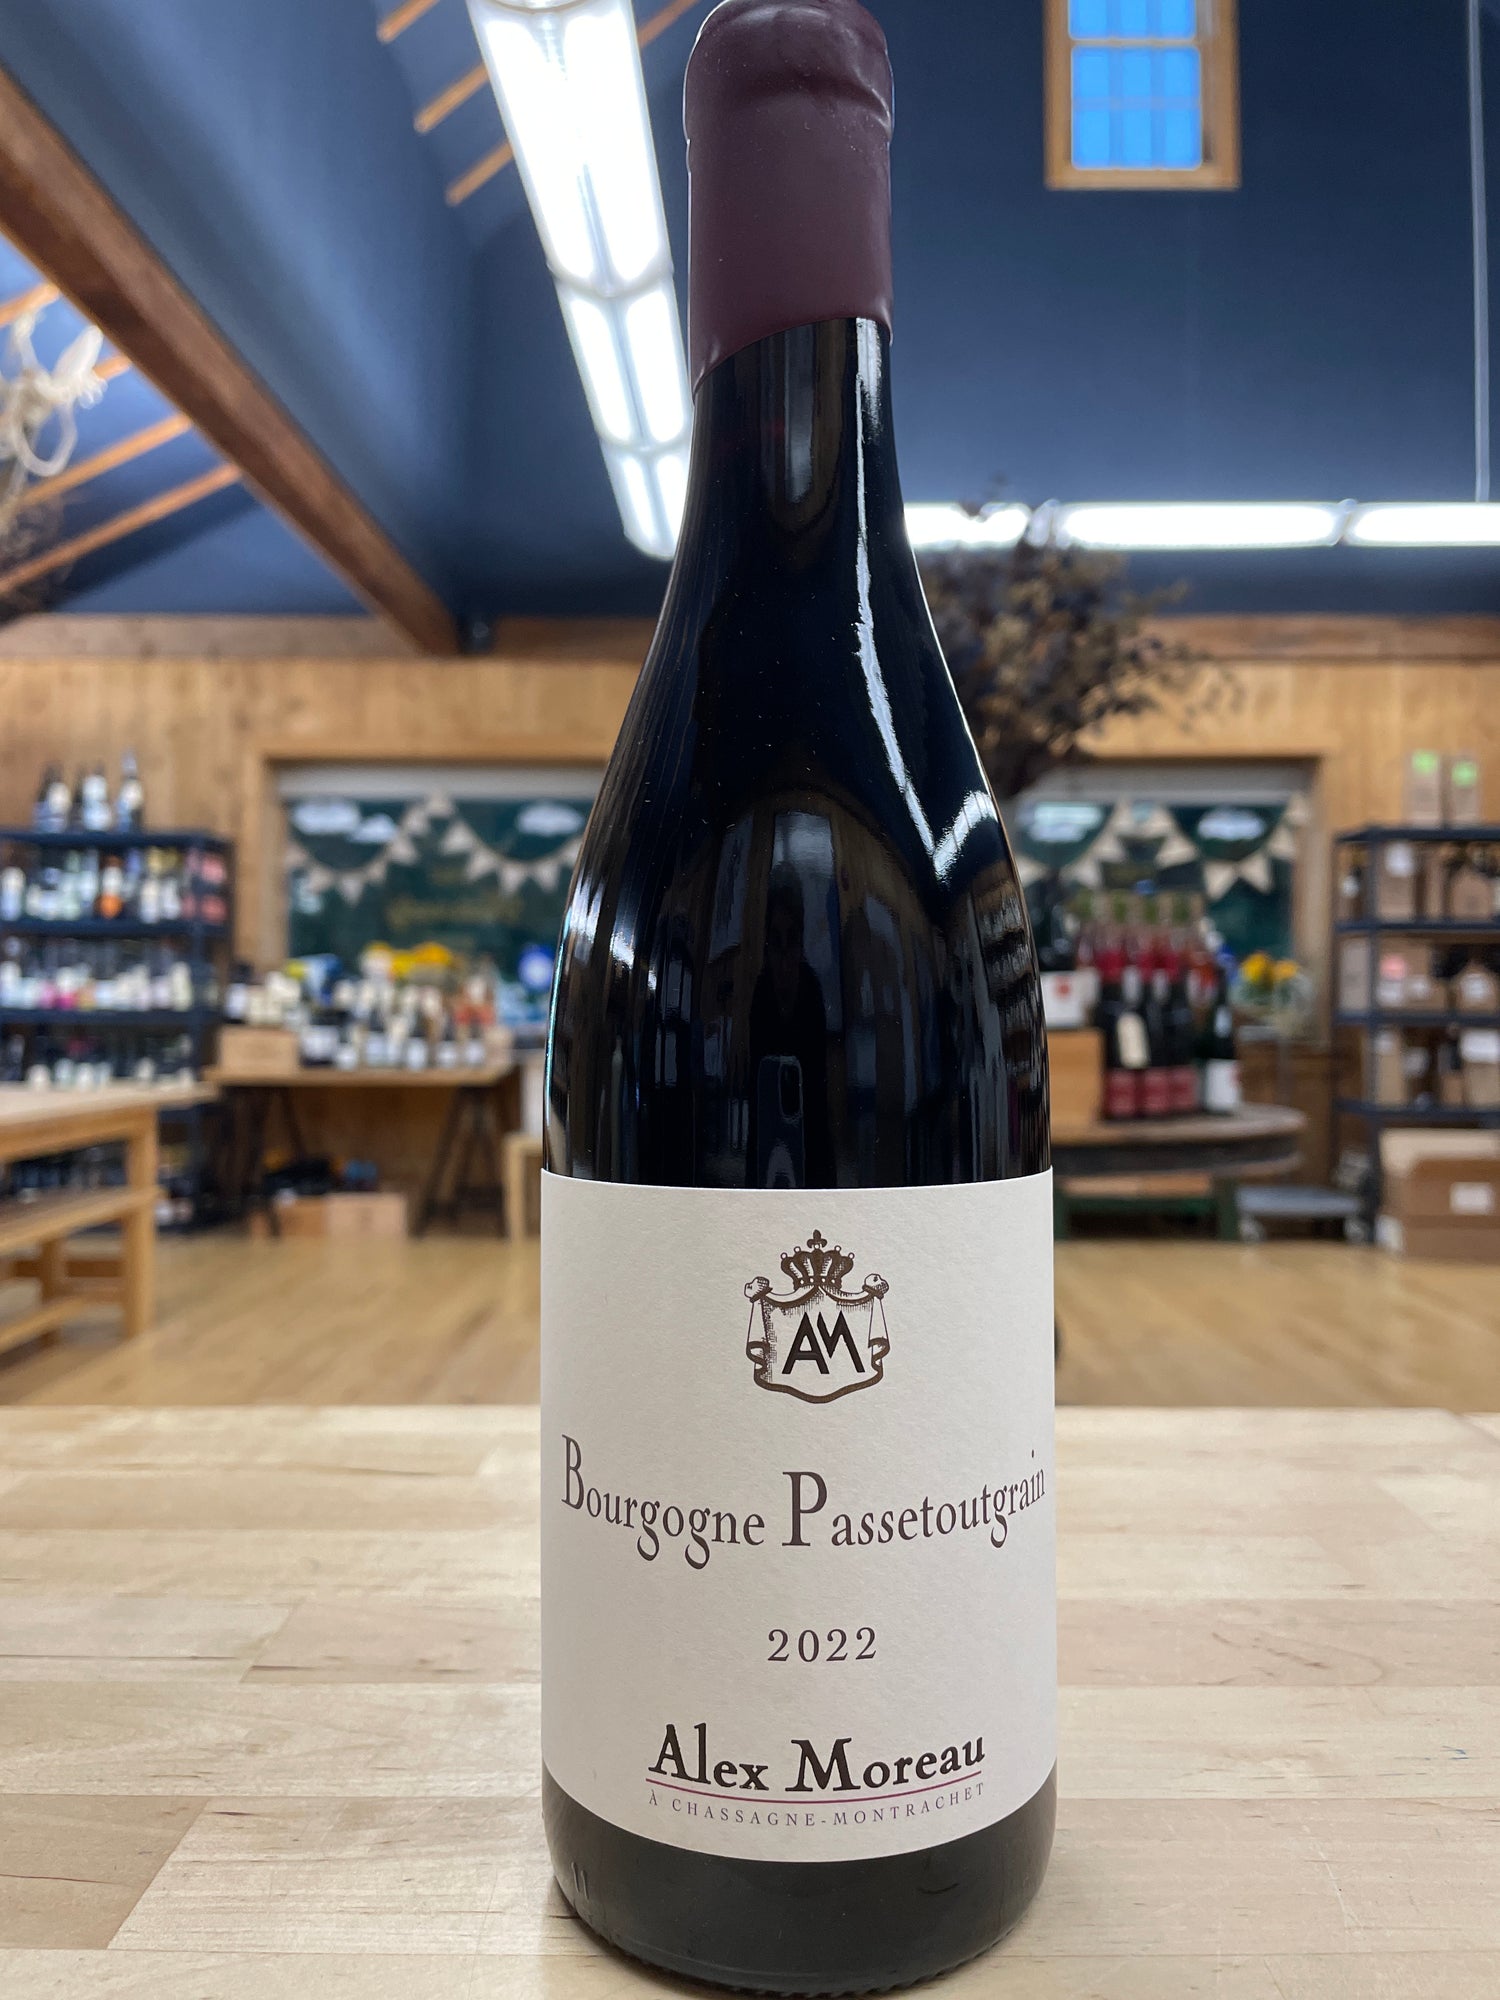 AM
Bourgogne Passetoutgrain
2022
Alex Moreau
À CHASSAGNE-MONTRACHET